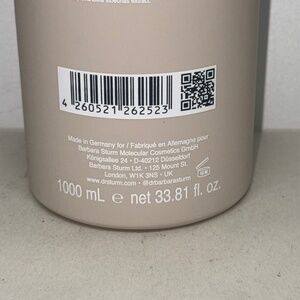 4 260521 262523
Made in Germany for / Fabriqué en Allemagne pour
Barbara Sturm Molecular Cosmetics GmbH
Königsallee 24 • D-40212 Düsseldorf
Barbara Sturm Ltd. • 125 Mount St.
London, W1K 3NS • UK
www.drsturm.com • @drbarbarasturm
1000 mL ℮ net 33.81 fl. oz.